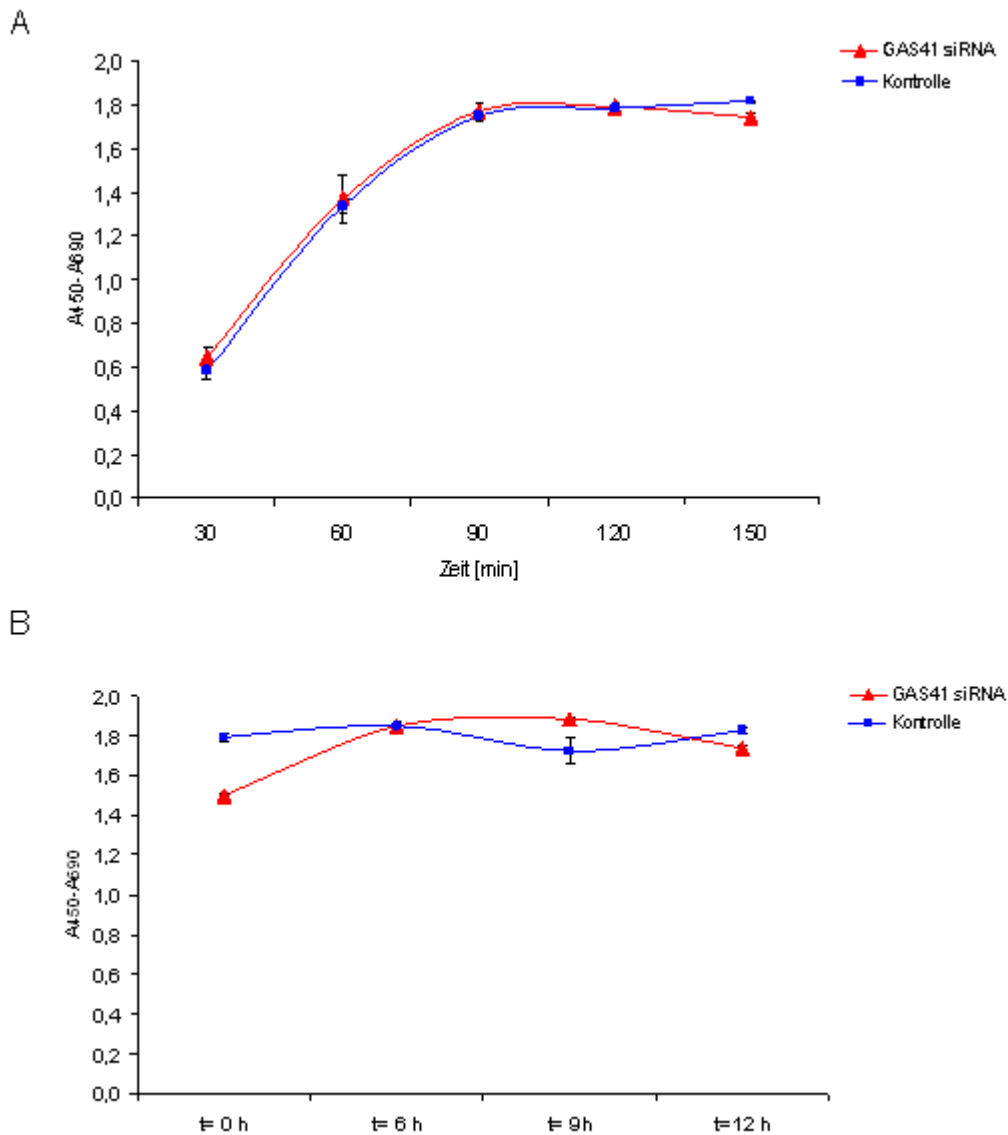 A
GAS41 siRNA
Kontrolle
2,0
1,8
1,6
1,4
1,2
1,0
0,8
0,6
0,4
0,2
0,0
A450-A690
30 60 90 120 150
Zeit [min]
B
GAS41 siRNA
Kontrolle
2,0
1,8
1,6
1,4
1,2
1,0
0,8
0,6
0,4
0,2
0,0
A450-A690
t= 0 h t= 6 h t= 9h t=12 h